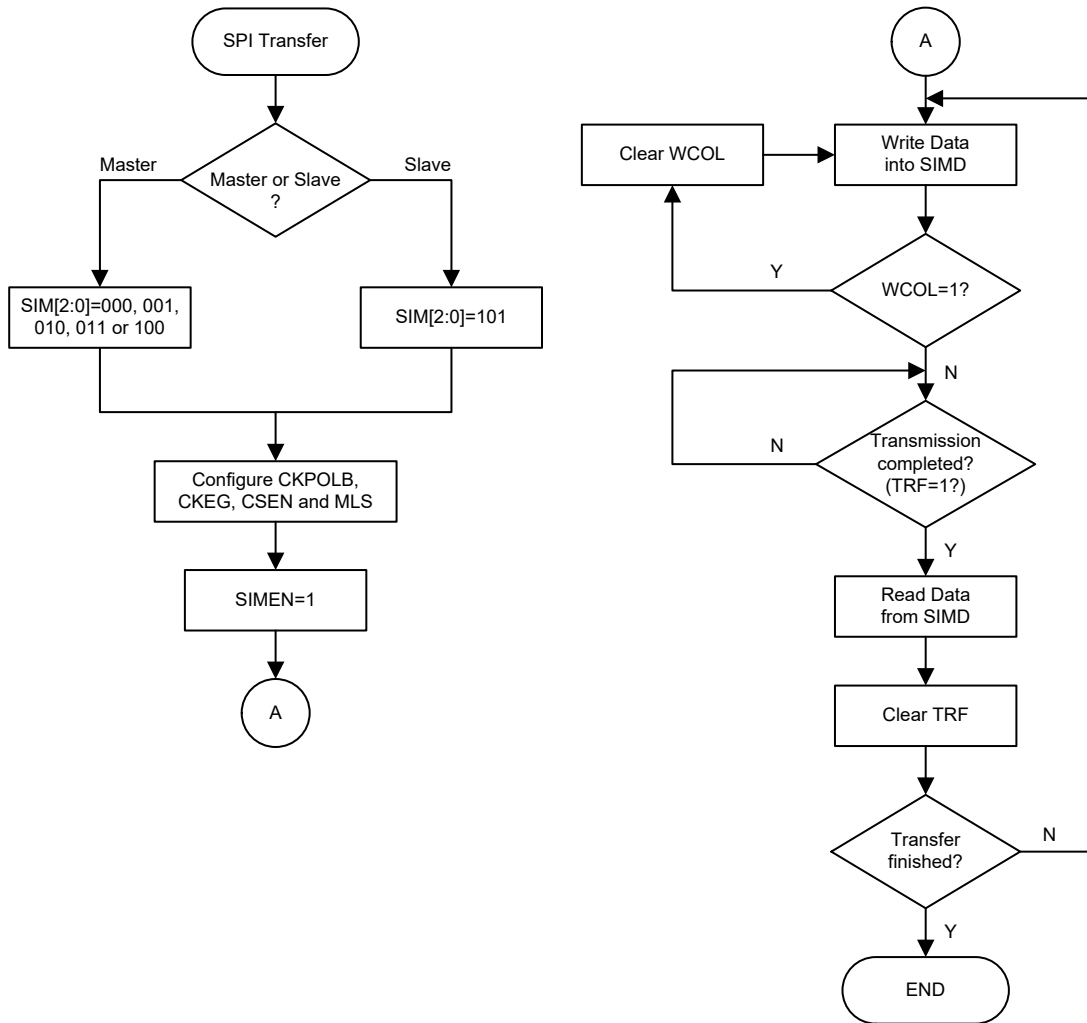 SPI Transfer
Master
Slave
Master or Slave
?
SIM[2:0]=000, 001,
010, 011 or 100
SIM[2:0]=101
Configure CKPOLB,
CKEG, CSEN and MLS
SIMEN=1
A
A
Clear WCOL
Write Data
into SIMD
Y
WCOL=1?
N
N
Transmission
completed?
(TRF=1?)
Y
Read Data
from SIMD
Clear TRF
Transfer
finished?
N
Y
END